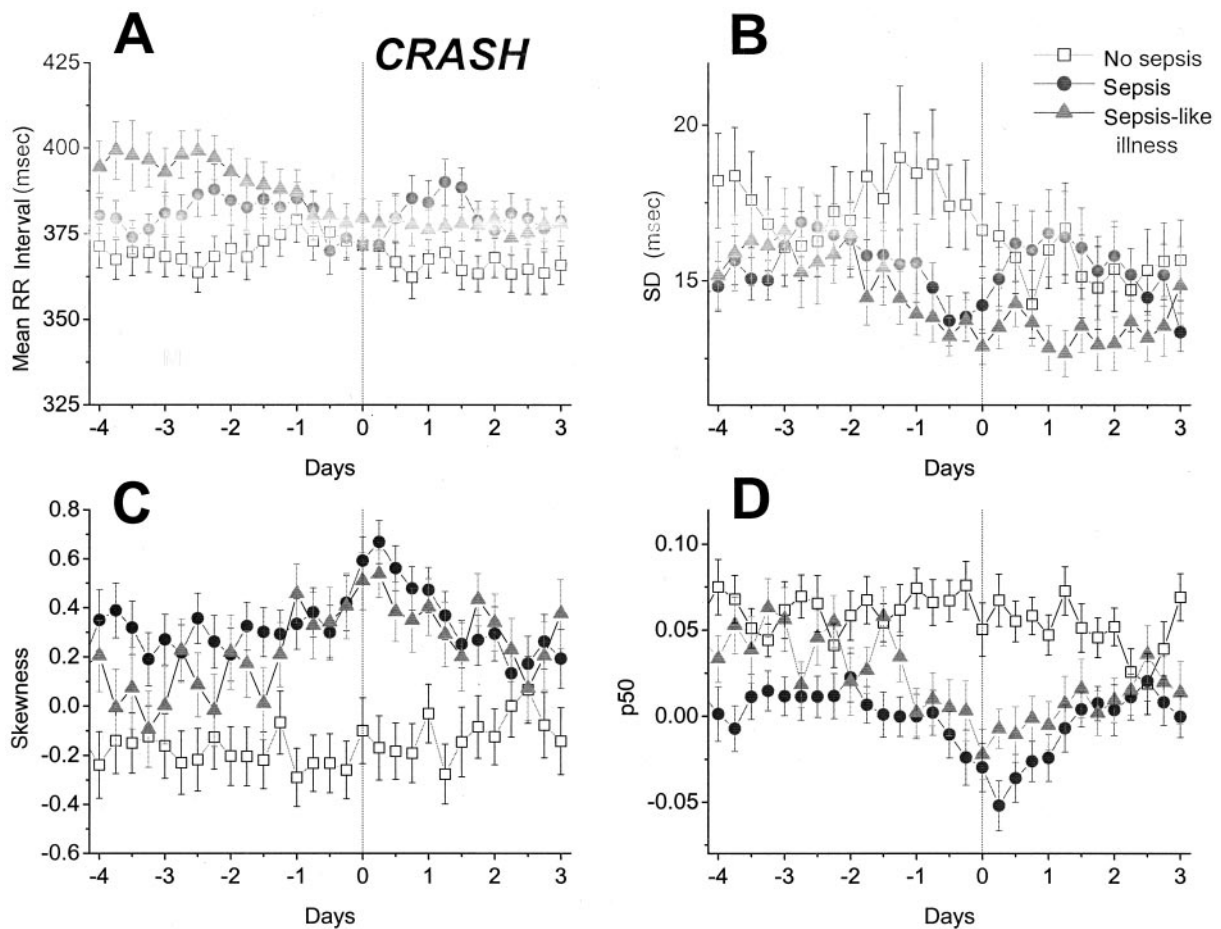 A
CRASH
Mean RR Interval (msec)
425
400
375
350
325
-4 -3 -2 -1 0 1 2 3
Days
B
No sepsis
Sepsis
Sepsis-like
illness
SD (msec)
20
15
-4 -3 -2 -1 0 1 2 3
Days
C
Skewness
0.8
0.6
0.4
0.2
0.0
-0.2
-0.4
-0.6
-4 -3 -2 -1 0 1 2 3
Days
D
p50
0.10
0.05
0.00
-0.05
-4 -3 -2 -1 0 1 2 3
Days